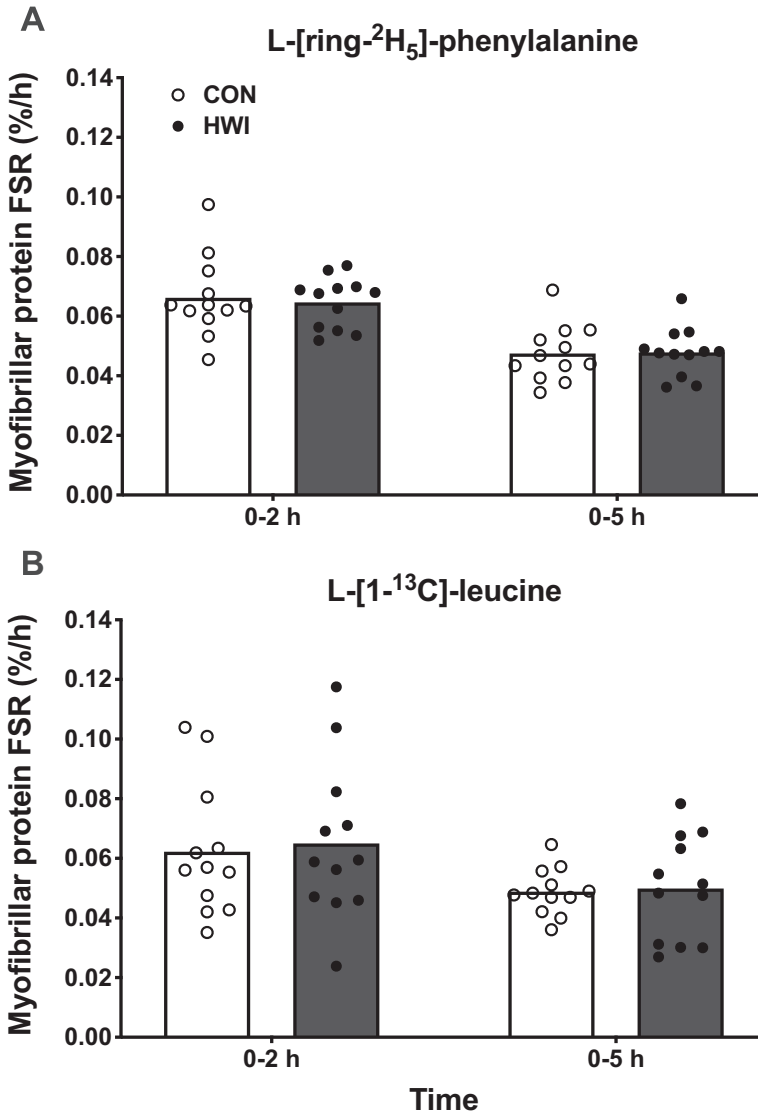 A
L-[ring-²H₅]-phenylalanine
Myofibrillar protein FSR (%/h)
0.14
0.12
0.10
0.08
0.06
0.04
0.02
0.00
CON
HWI
0-2 h
0-5 h
B
L-[1-¹³C]-leucine
Myofibrillar protein FSR (%/h)
0.14
0.12
0.10
0.08
0.06
0.04
0.02
0.00
0-2 h
0-5 h
Time